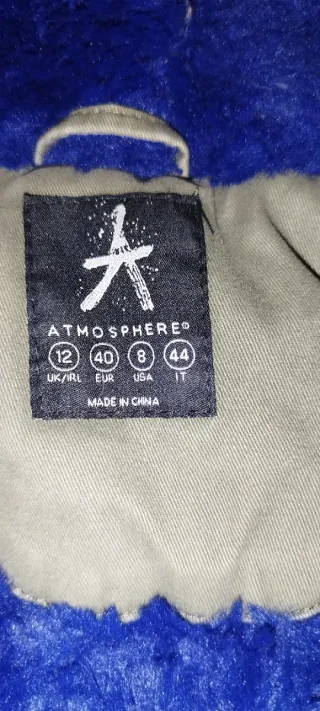 ATMOSPHERE®
12 40 8 44
UK/IRL EUR USA IT
MADE IN CHINA